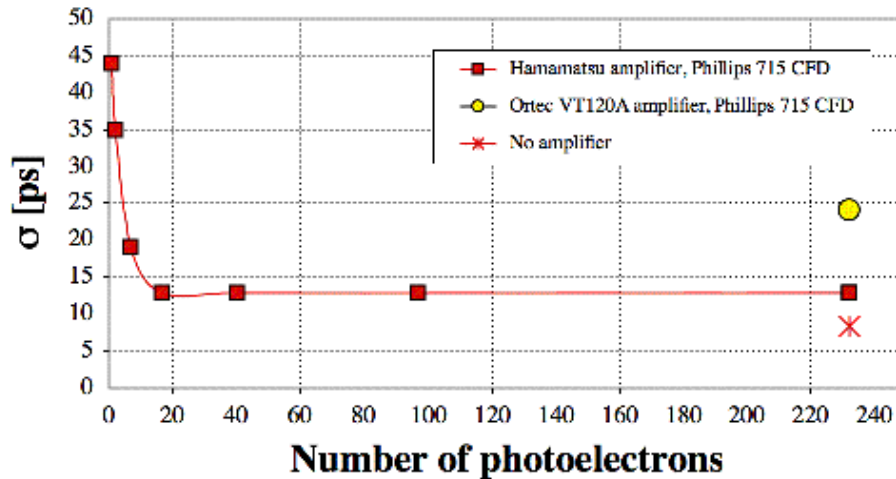 50
45
40
35
30
25
20
15
10
5
0
σ [ps]
Hamamatsu amplifier, Phillips 715 CFD
Ortec VT120A amplifier, Phillips 715 CFD
No amplifier
0 20 40 60 80 100 120 140 160 180 200 220 240
Number of photoelectrons